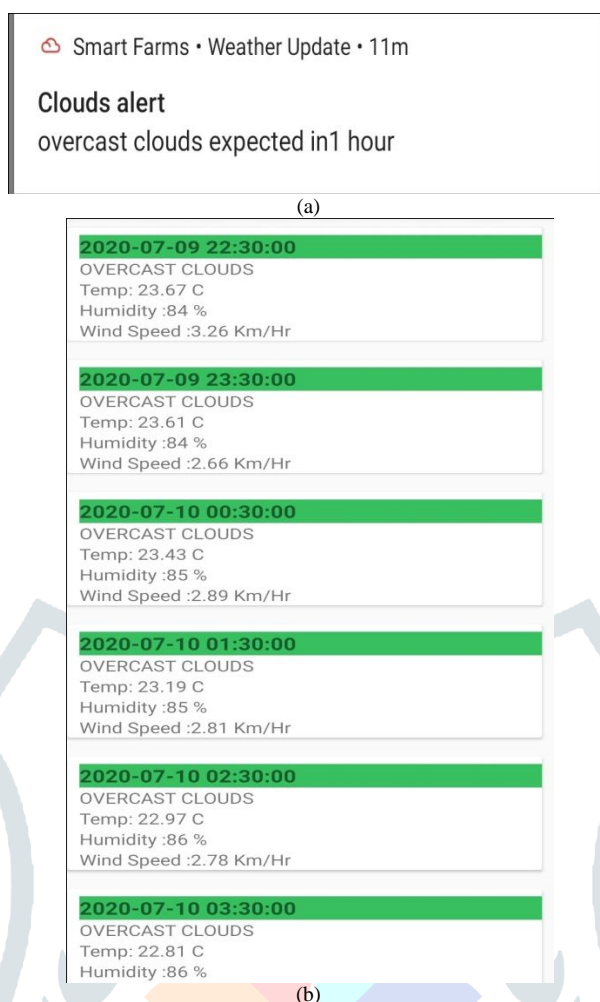 Smart Farms • Weather Update • 11m
Clouds alert
overcast clouds expected in1 hour
(a)
2020-07-09 22:30:00
OVERCAST CLOUDS
Temp: 23.67 C
Humidity :84 %
Wind Speed :3.26 Km/Hr
2020-07-09 23:30:00
OVERCAST CLOUDS
Temp: 23.61 C
Humidity :84 %
Wind Speed :2.66 Km/Hr
2020-07-10 00:30:00
OVERCAST CLOUDS
Temp: 23.43 C
Humidity :85 %
Wind Speed :2.89 Km/Hr
2020-07-10 01:30:00
OVERCAST CLOUDS
Temp: 23.19 C
Humidity :85 %
Wind Speed :2.81 Km/Hr
2020-07-10 02:30:00
OVERCAST CLOUDS
Temp: 22.97 C
Humidity :86 %
Wind Speed :2.78 Km/Hr
2020-07-10 03:30:00
OVERCAST CLOUDS
Temp: 22.81 C
Humidity :86 %
(b)